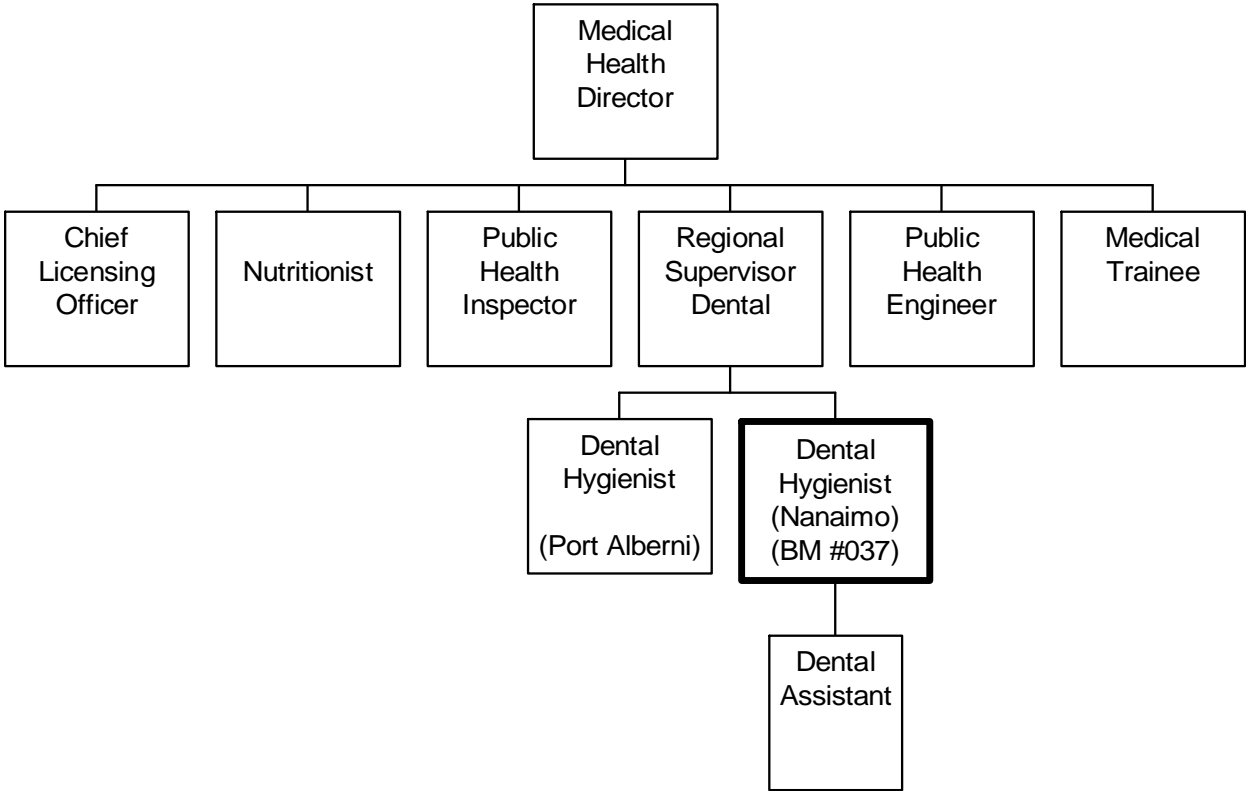 Medical
Health
Director
Chief
Licensing
Officer
Nutritionist
Public
Health
Inspector
Regional
Supervisor
Dental
Public
Health
Engineer
Medical
Trainee
Dental
Hygienist
(Port Alberni)
Dental
Hygienist
(Nanaimo)
(BM #037)
Dental
Assistant